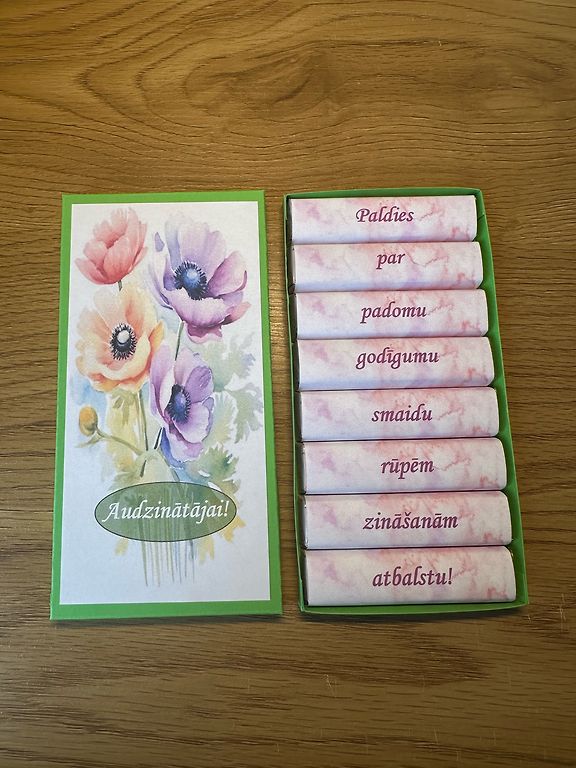 Audzinātājai!
Paldies
par
padomu
godīgumu
smaidu
rūpēm
zināšanām
atbalstu!